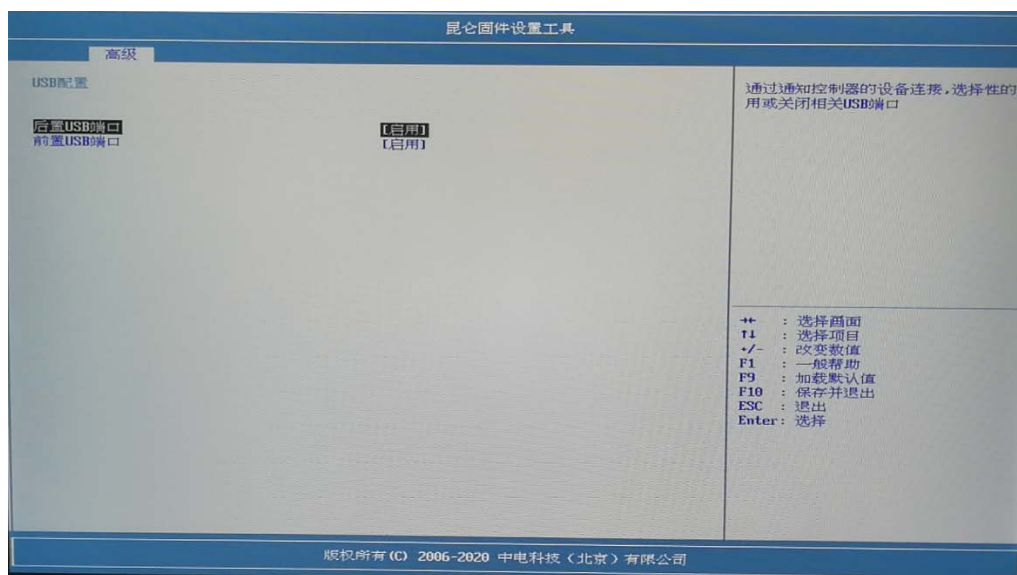 昆仑固件设置工具
高级
USB配置
后置USB端口 [启用]
前置USB端口 [启用]
通过通知控制器的设备连接,选择性的
用或关闭相关USB端口
→← : 选择画面
↑↓ : 选择项目
+/- : 改变数值
F1 : 一般帮助
F9 : 加载默认值
F10 : 保存并退出
ESC : 退出
Enter: 选择
版权所有(C) 2006-2020 中电科技（北京）有限公司